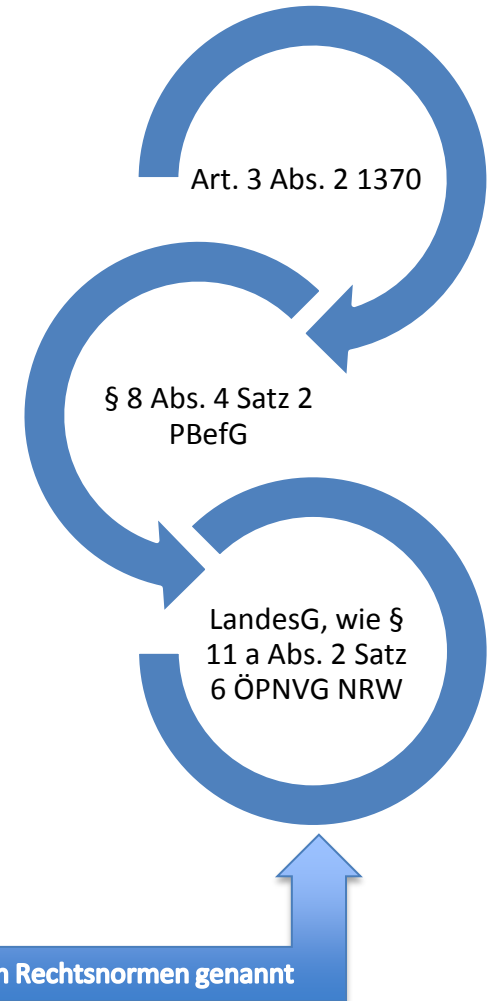 Art. 3 Abs. 2 1370
§ 8 Abs. 4 Satz 2
PBefG
LandesG, wie §
11 a Abs. 2 Satz
6 ÖPNVG NRW
Rechtsnormen genannt